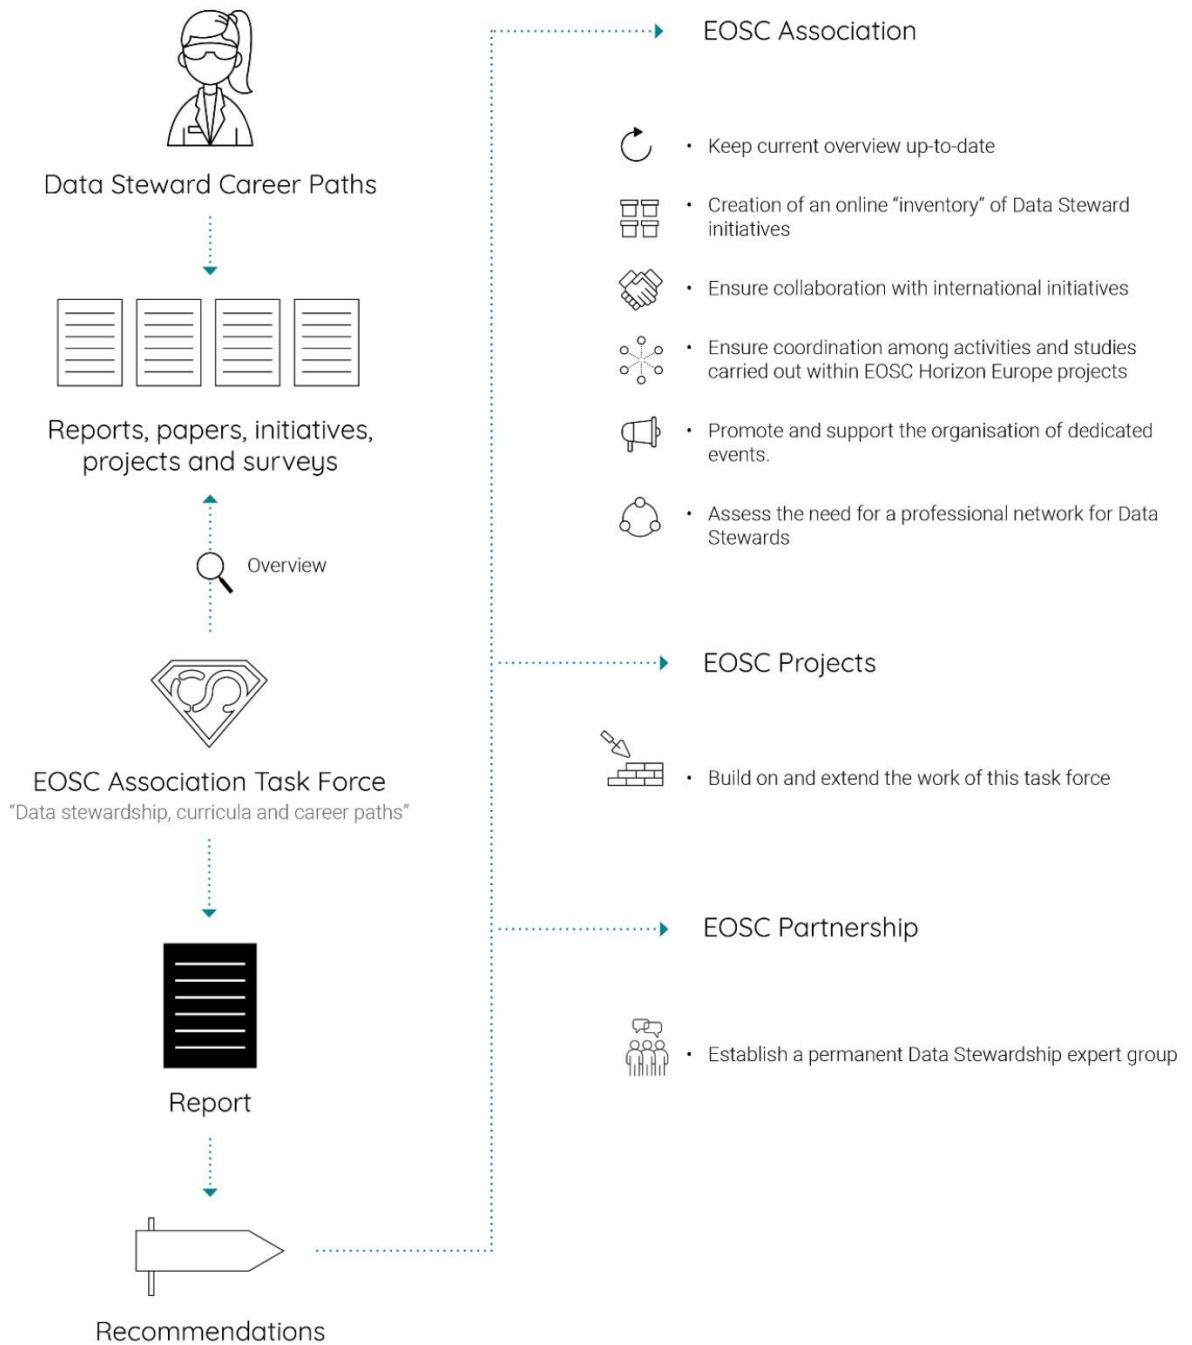 Data Steward Career Paths
Reports, papers, initiatives,
projects and surveys
Overview
EOSC Association Task Force
“Data stewardship, curricula and career paths”
Report
Recommendations
EOSC Association
• Keep current overview up-to-date
• Creation of an online “inventory” of Data Steward
initiatives
• Ensure collaboration with international initiatives
• Ensure coordination among activities and studies
carried out within EOSC Horizon Europe projects
• Promote and support the organisation of dedicated
events.
• Assess the need for a professional network for Data
Stewards
EOSC Projects
• Build on and extend the work of this task force
EOSC Partnership
• Establish a permanent Data Stewardship expert group